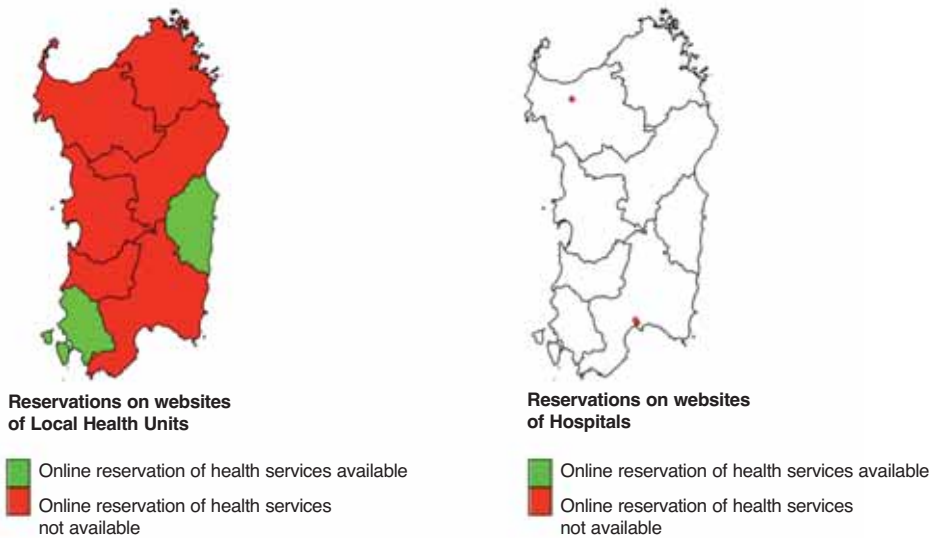 Reservations on websites
of Local Health Units
Online reservation of health services available
Online reservation of health services
not available
Reservations on websites
of Hospitals
Online reservation of health services available
Online reservation of health services
not available